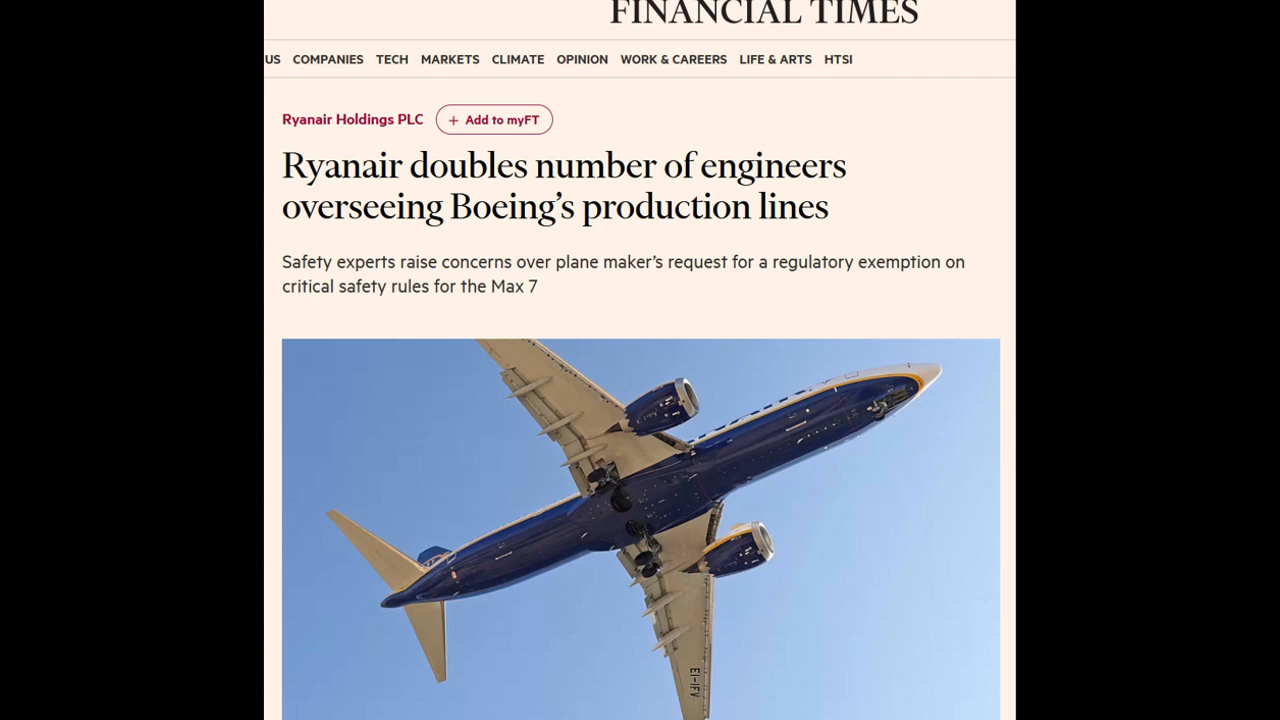 FINANCIAL TIMES
US COMPANIES TECH MARKETS CLIMATE OPINION WORK & CAREERS LIFE & ARTS HTSI
Ryanair Holdings PLC + Add to myFT
Ryanair doubles number of engineers
overseeing Boeing’s production lines
Safety experts raise concerns over plane maker’s request for a regulatory exemption on
critical safety rules for the Max 7
EI-IFV